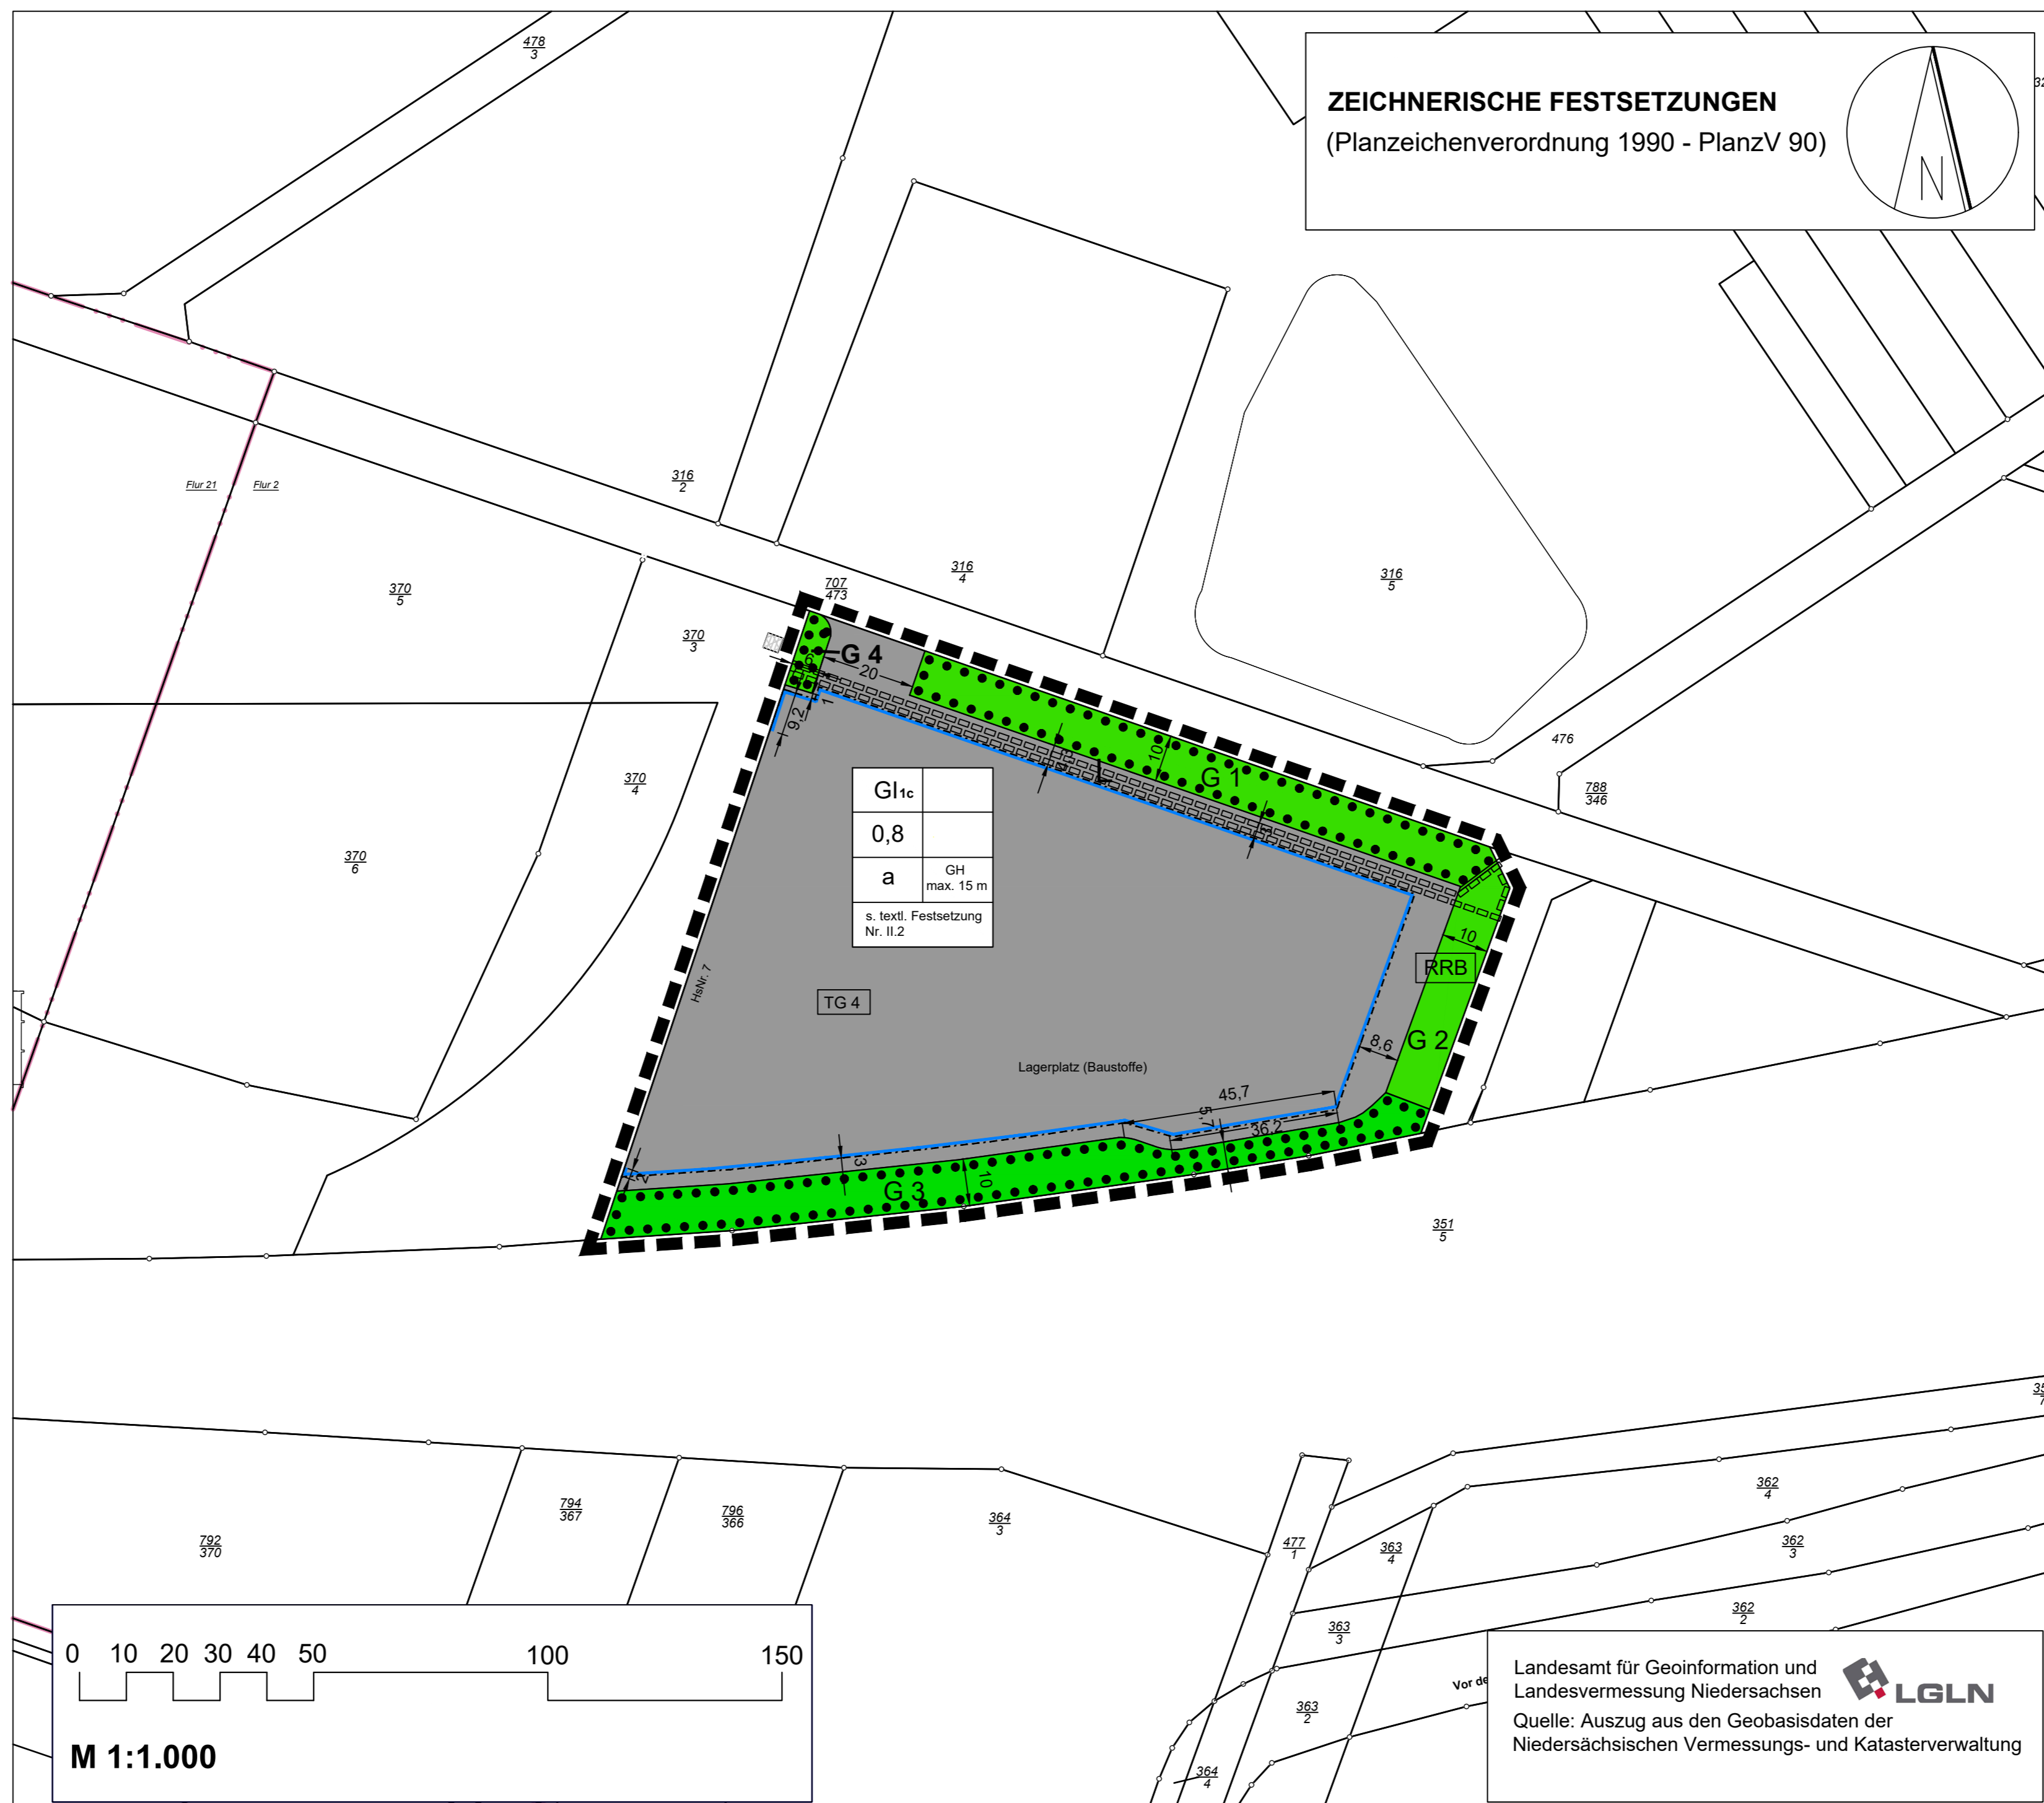 ZEICHNERISCHE FESTSETZUNGEN
(Planzeichenverordnung 1990 - PlanzV 90)
N
478
3
316
2
Flur 21
Flur 2
370
5
316
4
316
5
707
473
370
3
G 4
20
9,2
1
10
G 1
476
788
346
370
4
370
6
GI1c
0,8
a
GH
max. 15 m
s. textl. Festsetzung
Nr. II.2
10
RRB
HsNr. 7
TG 4
G 2
8,6
Lagerplatz (Baustoffe)
45,7
5,7
36,2
3
10
G 3
2
351
5
794
367
796
366
792
370
364
3
477
1
363
4
362
4
362
3
362
2
363
3
363
2
364
4
0 10 20 30 40 50 100 150
M 1:1.000
Landesamt für Geoinformation und
Landesvermessung Niedersachsen
LGLN
Quelle: Auszug aus den Geobasisdaten der
Niedersächsischen Vermessungs- und Katasterverwaltung